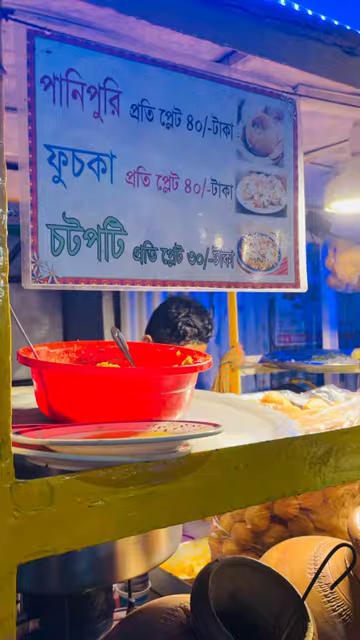 পানিপুরি প্রতি প্লেট ৪০/-টাকা
ফুচকা প্রতি প্লেট ৪০/-টাকা
চটপটি প্রতি প্লেট ৩০/-টাকা